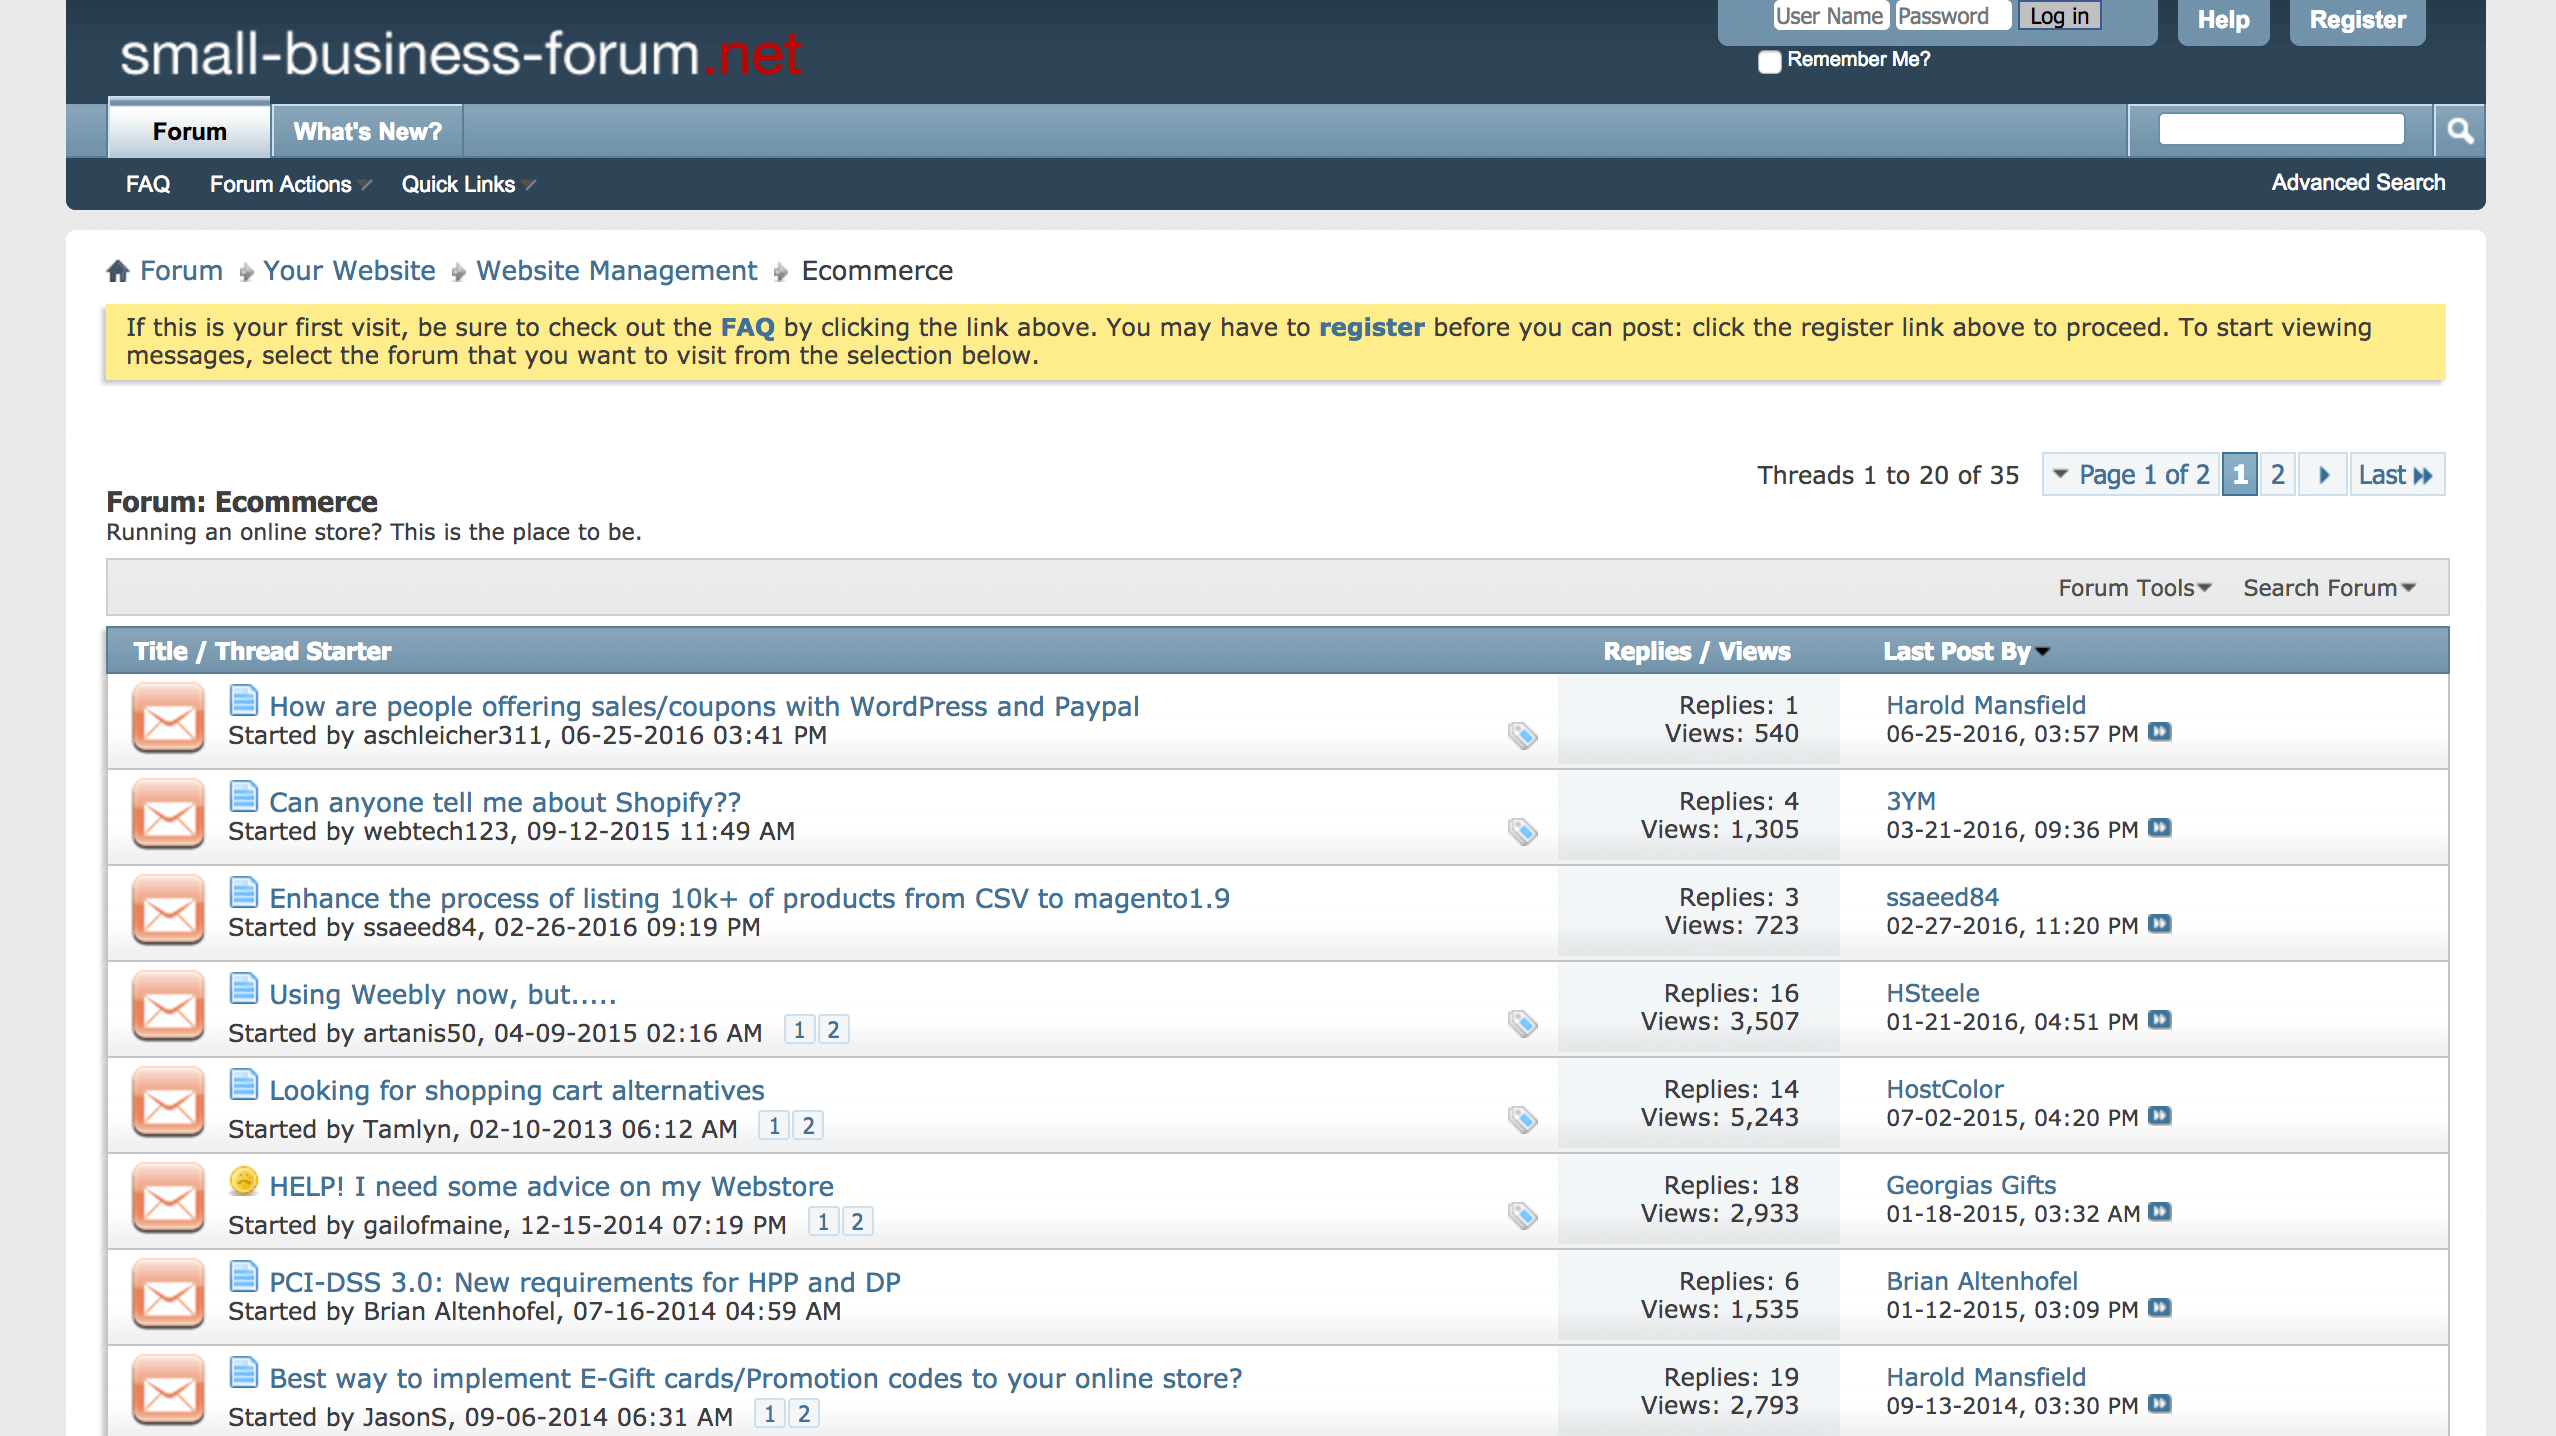 User Name Password Log in Help Register
small-business-forum.net
Remember Me?
Forum What's New?
FAQ Forum Actions Quick Links Advanced Search
Forum Your Website Website Management Ecommerce
If this is your first visit, be sure to check out the FAQ by clicking the link above. You may have to register before you can post: click the register link above to proceed. To start viewing
messages, select the forum that you want to visit from the selection below.
Threads 1 to 20 of 35 Page 1 of 2 1 2 Last
Forum: Ecommerce
Running an online store? This is the place to be.
Forum Tools Search Forum
Title / Thread Starter Replies / Views Last Post By
How are people offering sales/coupons with WordPress and Paypal Replies: 1 Harold Mansfield
Started by aschleicher311, 06-25-2016 03:41 PM Views: 540 06-25-2016, 03:57 PM
Can anyone tell me about Shopify?? Replies: 4 3YM
Started by webtech123, 09-12-2015 11:49 AM Views: 1,305 03-21-2016, 09:36 PM
Enhance the process of listing 10k+ of products from CSV to magento1.9 Replies: 3 ssaeed84
Started by ssaeed84, 02-26-2016 09:19 PM Views: 723 02-27-2016, 11:20 PM
Using Weebly now, but..... Replies: 16 HSteele
Started by artanis50, 04-09-2015 02:16 AM 1 2 Views: 3,507 01-21-2016, 04:51 PM
Looking for shopping cart alternatives Replies: 14 HostColor
Started by Tamlyn, 02-10-2013 06:12 AM 1 2 Views: 5,243 07-02-2015, 04:20 PM
HELP! I need some advice on my Webstore Replies: 18 Georgias Gifts
Started by gailofmaine, 12-15-2014 07:19 PM 1 2 Views: 2,933 01-18-2015, 03:32 AM
PCI-DSS 3.0: New requirements for HPP and DP Replies: 6 Brian Altenhofel
Started by Brian Altenhofel, 07-16-2014 04:59 AM Views: 1,535 01-12-2015, 03:09 PM
Best way to implement E-Gift cards/Promotion codes to your online store? Replies: 19 Harold Mansfield
Started by JasonS, 09-06-2014 06:31 AM 1 2 Views: 2,793 09-13-2014, 03:30 PM